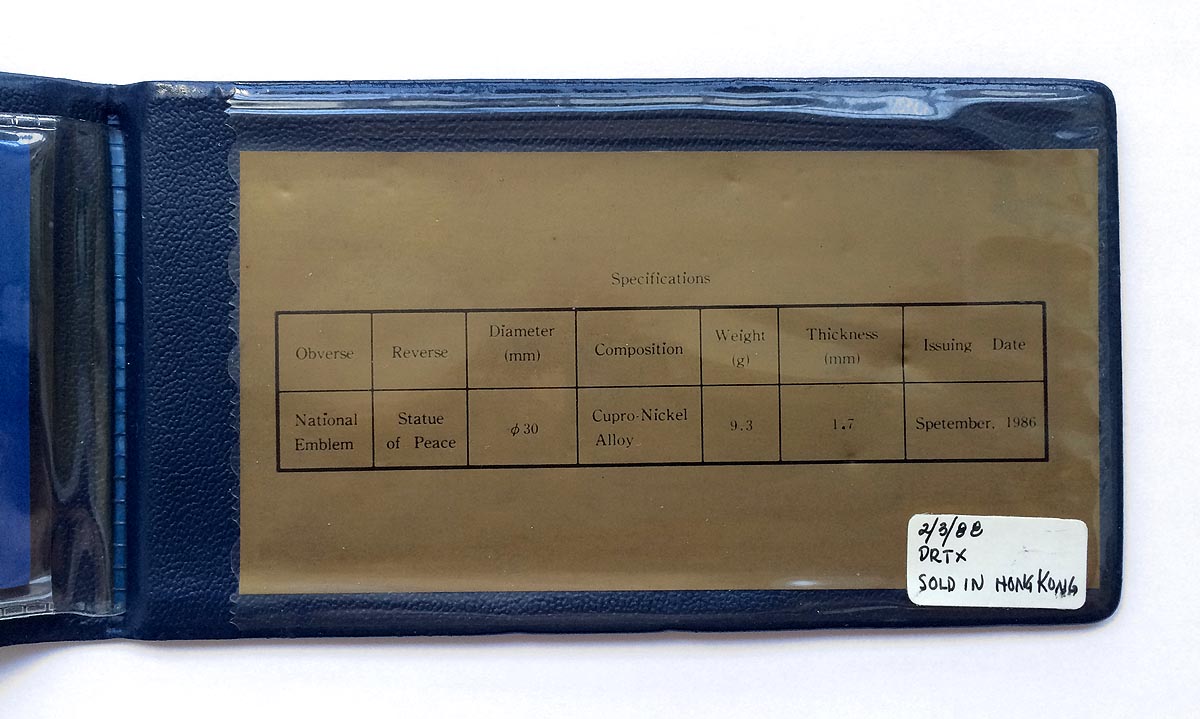 Specifications
Obverse Reverse Diameter (mm) Composition Weight (g) Thickness (mm) Issuing Date
National Emblem Statue of Peace ϕ30 Cupro-Nickel Alloy 9.3 1.7 Spetember, 1986
2/3/88
DRTX
SOLD IN HONG KONG